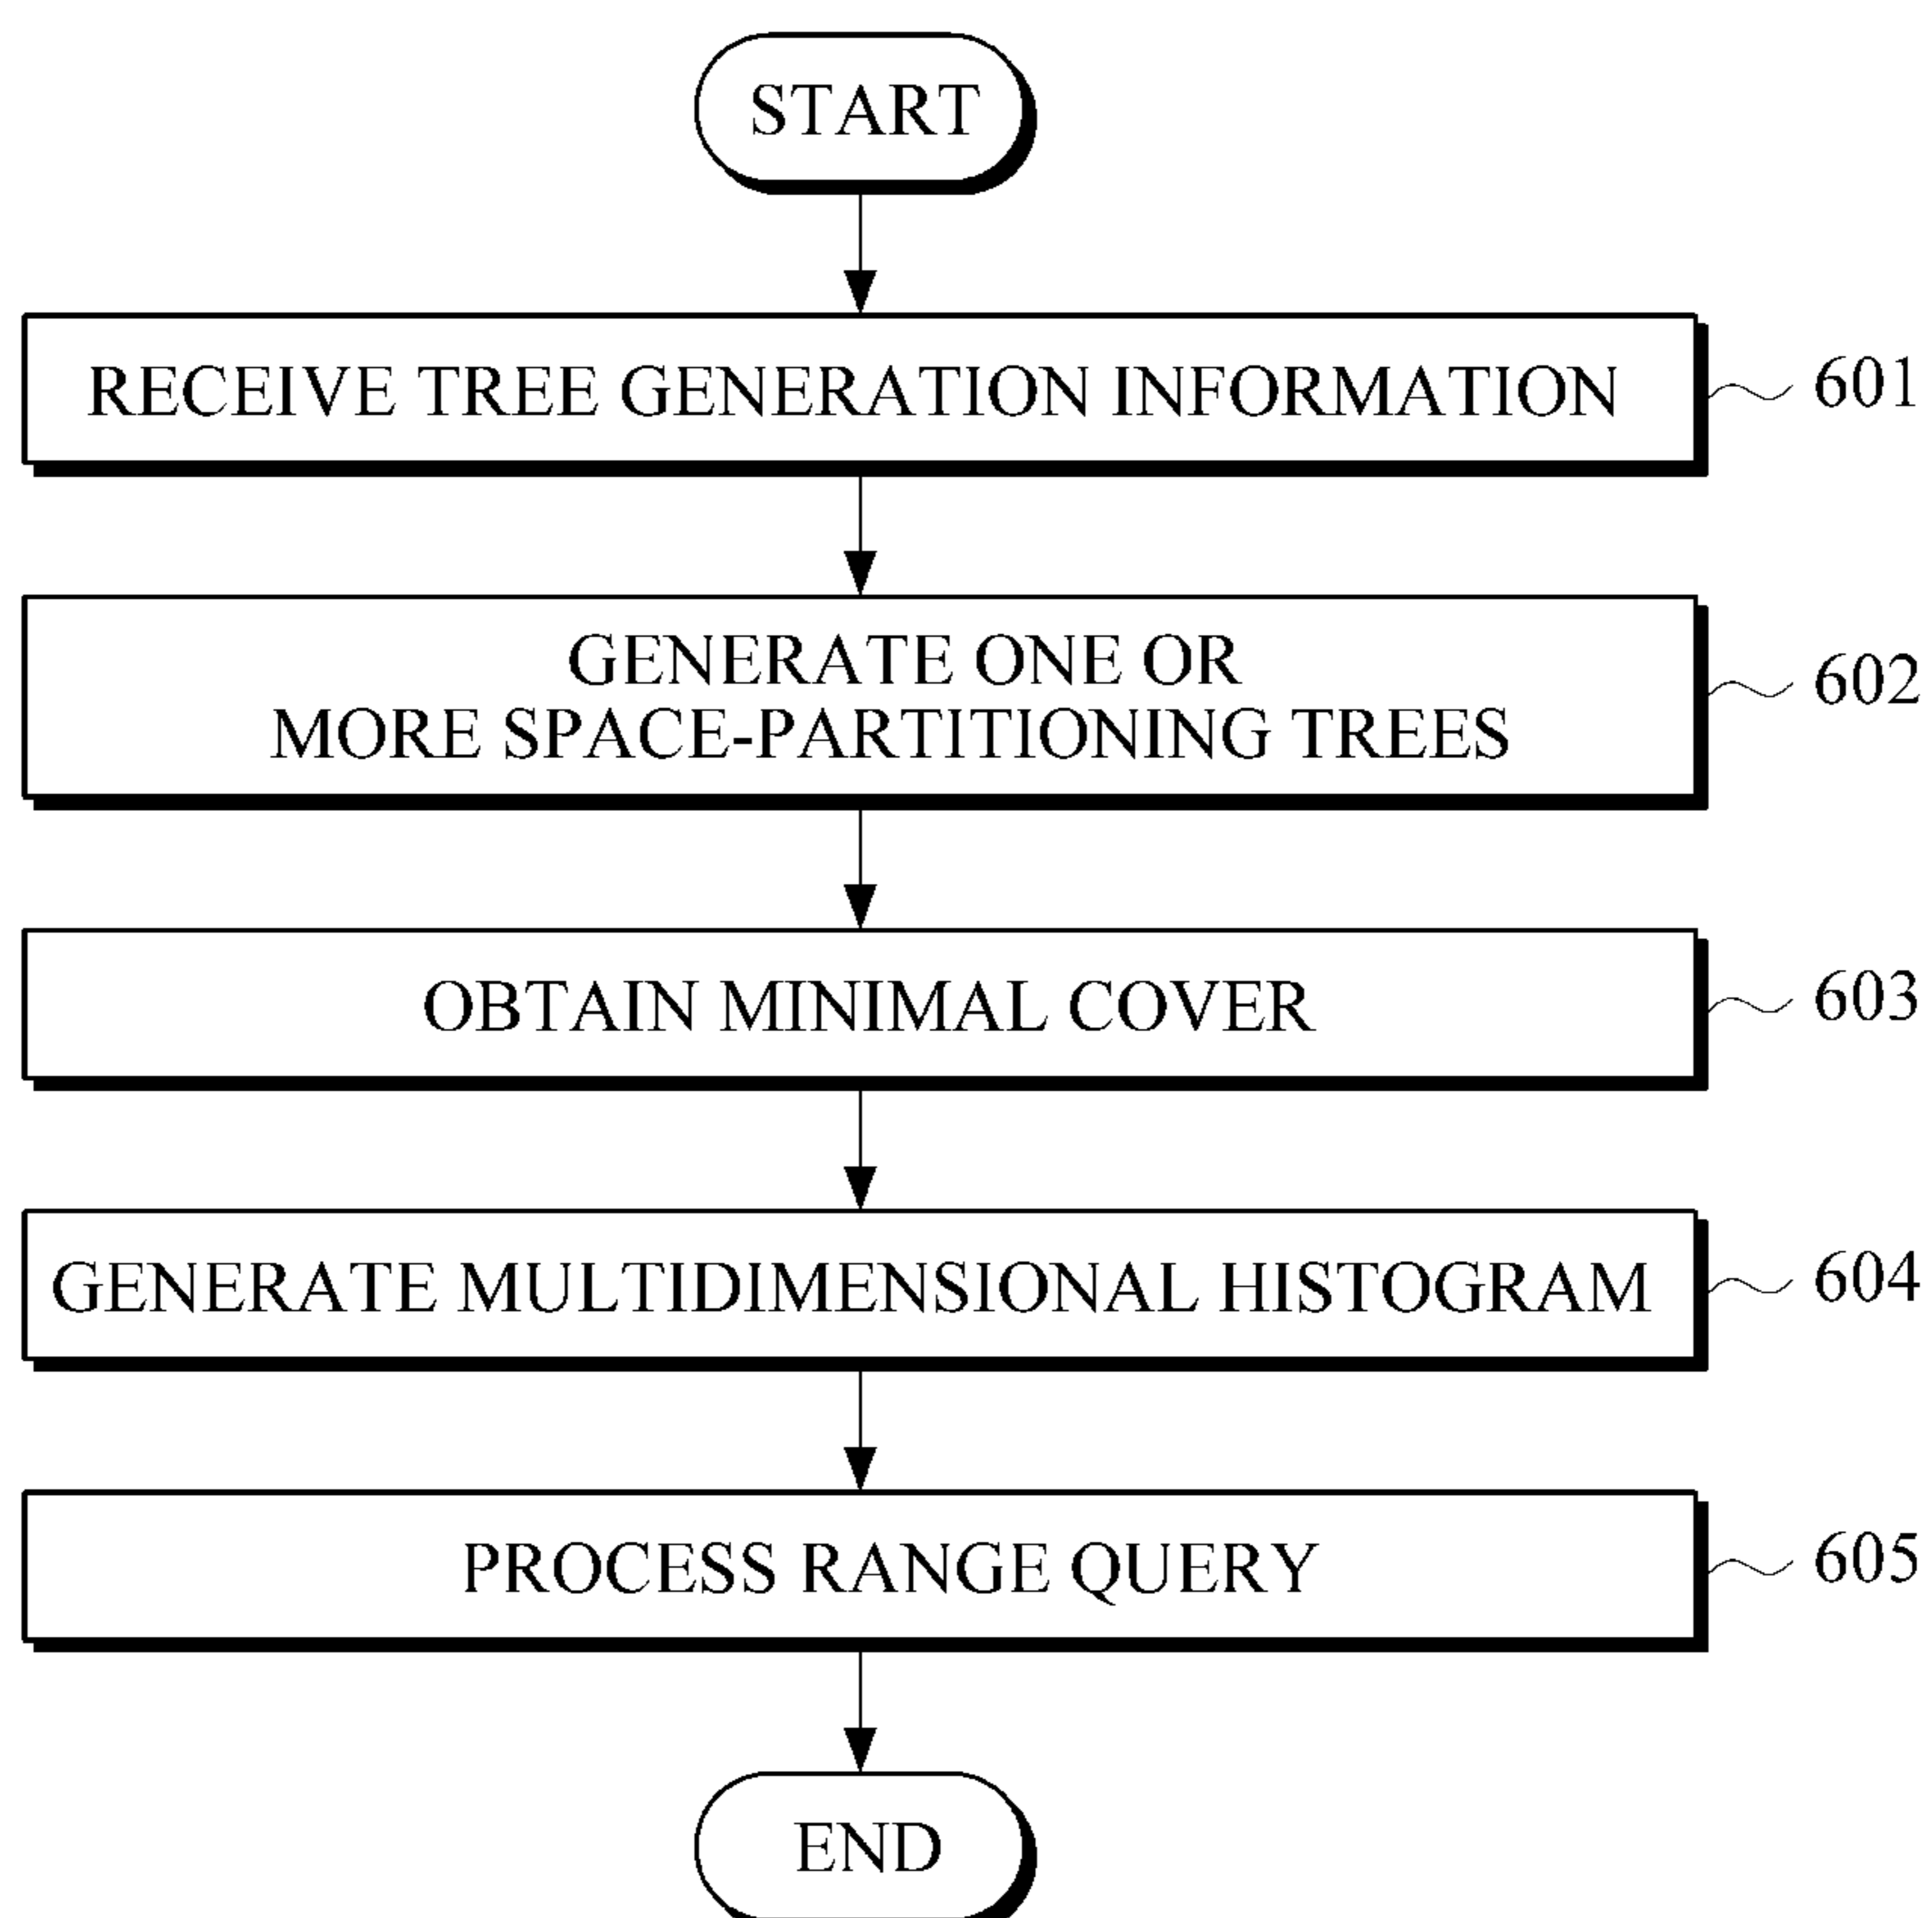 START
RECEIVE TREE GENERATION INFORMATION
601
GENERATE ONE OR
MORE SPACE-PARTITIONING TREES
602
OBTAIN MINIMAL COVER
603
GENERATE MULTIDIMENSIONAL HISTOGRAM
604
PROCESS RANGE QUERY
605
END